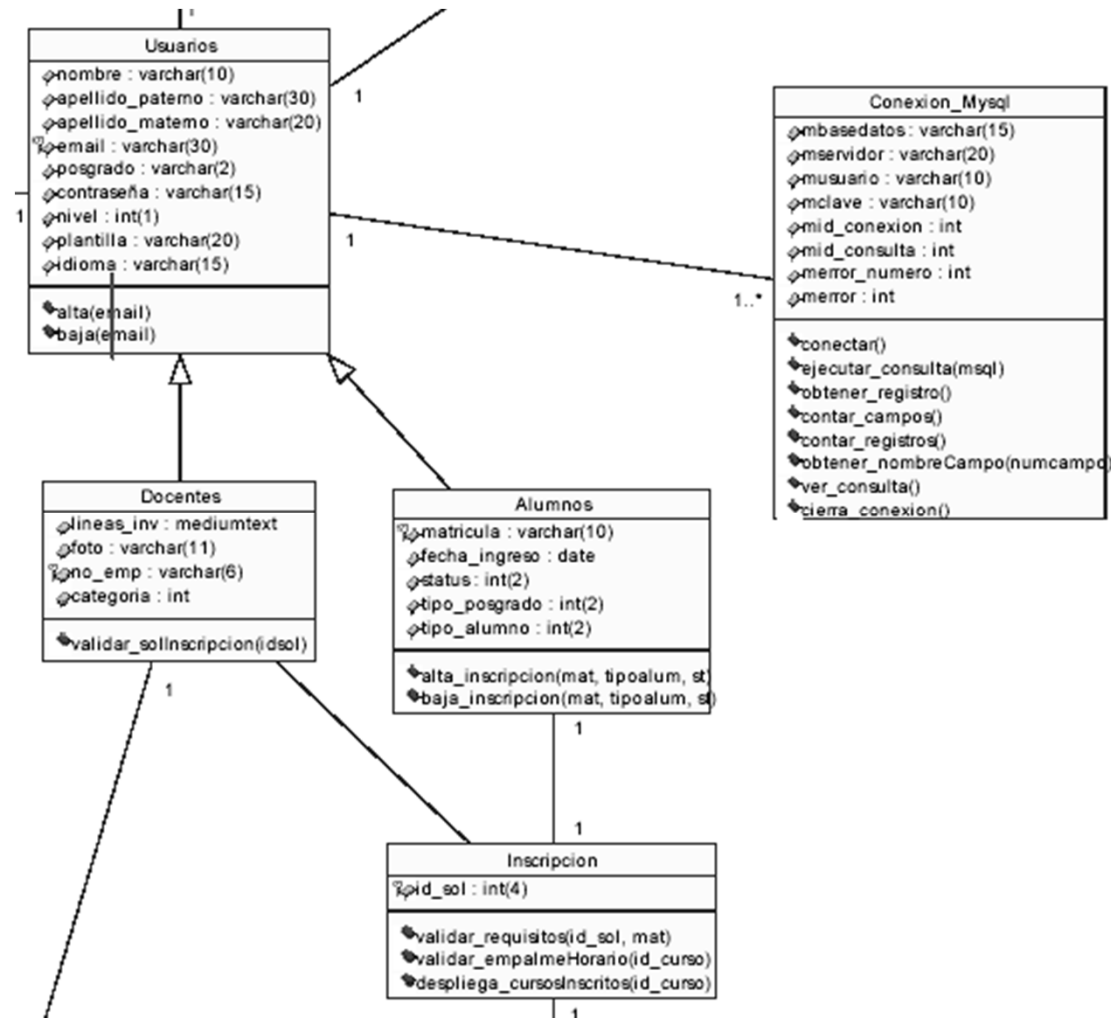 1
Usuarios
nombre : varchar(10)
apellido_paterno : varchar(30)
apellido_materno : varchar(20)
email : varchar(30)
posgrado : varchar(2)
contraseña : varchar(15)
nivel : int(1)
plantilla : varchar(20)
idioma : varchar(15)
alta(email)
baja(email)
1
1
1
1..*
Conexion_Mysql
mbasedatos : varchar(15)
mservidor : varchar(20)
musuario : varchar(10)
mclave : varchar(10)
mid_conexion : int
mid_consulta : int
merror_numero : int
merror : int
conectar()
ejecutar_consulta(msql)
obtener_registro()
contar_campos()
contar_registros()
obtener_nombreCampo(numcampo)
ver_consulta()
cierra_conexion()
Docentes
lineas_inv : mediumtext
foto : varchar(11)
no_emp : varchar(6)
categoria : int
validar_solInscripcion(idsol)
1
Alumnos
matricula : varchar(10)
fecha_ingreso : date
status : int(2)
tipo_posgrado : int(2)
tipo_alumno : int(2)
alta_inscripcion(mat, tipoalum, st)
baja_inscripcion(mat, tipoalum, st)
1
1
Inscripcion
id_sol : int(4)
validar_requisitos(id_sol, mat)
validar_empalmeHorario(id_curso)
despliega_cursosInscritos(id_curso)
1